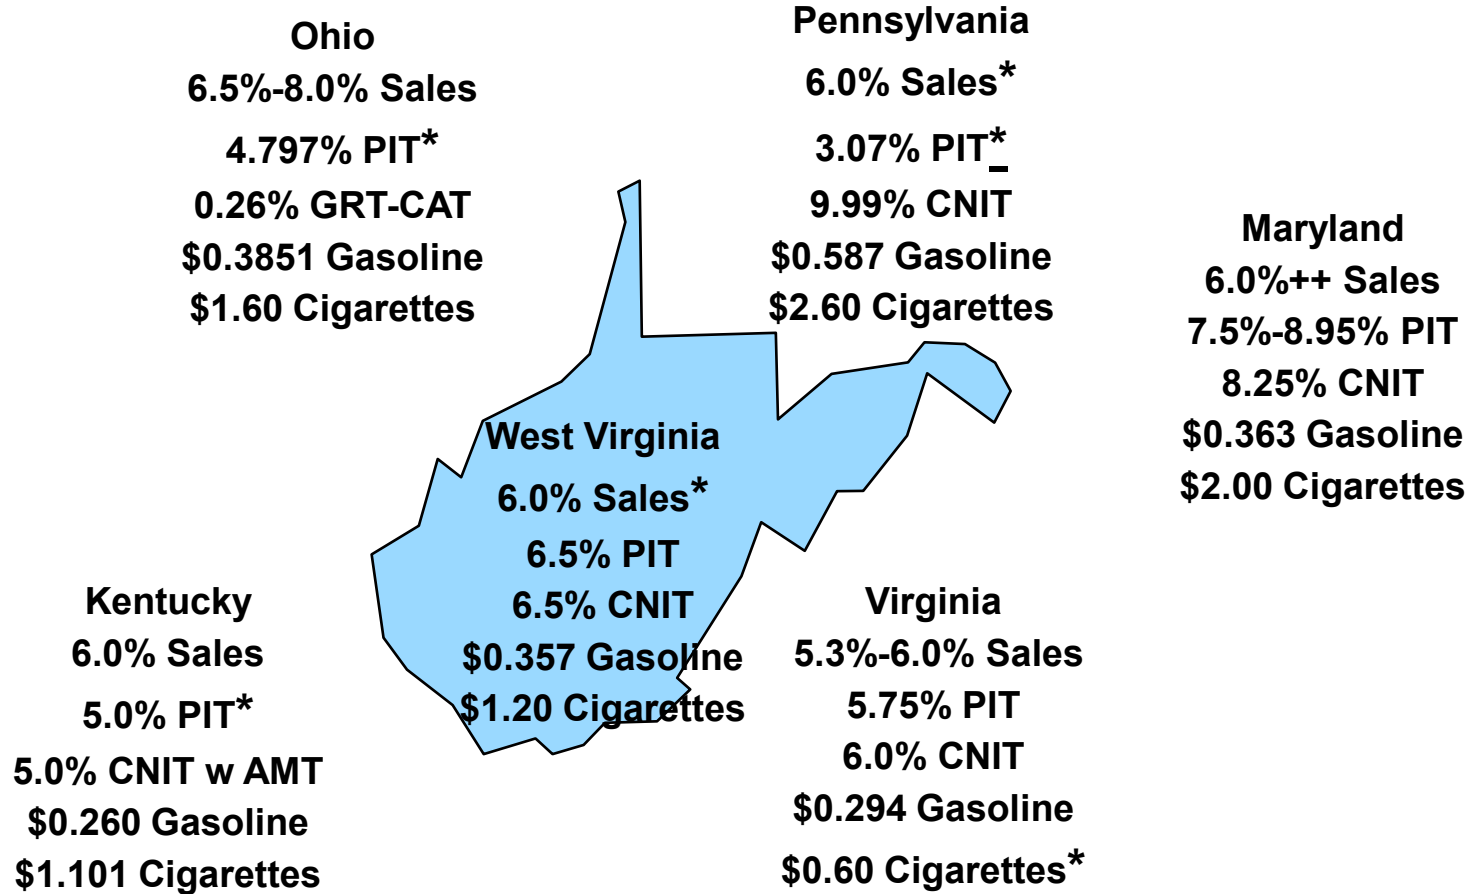 Ohio
6.5%-8.0% Sales
4.797% PIT*
0.26% GRT-CAT
$0.3851 Gasoline
$1.60 Cigarettes
Pennsylvania
6.0% Sales*
3.07% PIT*
9.99% CNIT
$0.587 Gasoline
$2.60 Cigarettes
Maryland
6.0%++ Sales
7.5%-8.95% PIT
8.25% CNIT
$0.363 Gasoline
$2.00 Cigarettes
West Virginia
6.0% Sales*
6.5% PIT
6.5% CNIT
$0.357 Gasoline
$1.20 Cigarettes
Kentucky
6.0% Sales
5.0% PIT*
5.0% CNIT w AMT
$0.260 Gasoline
$1.101 Cigarettes
Virginia
5.3%-6.0% Sales
5.75% PIT
6.0% CNIT
$0.294 Gasoline
$0.60 Cigarettes*